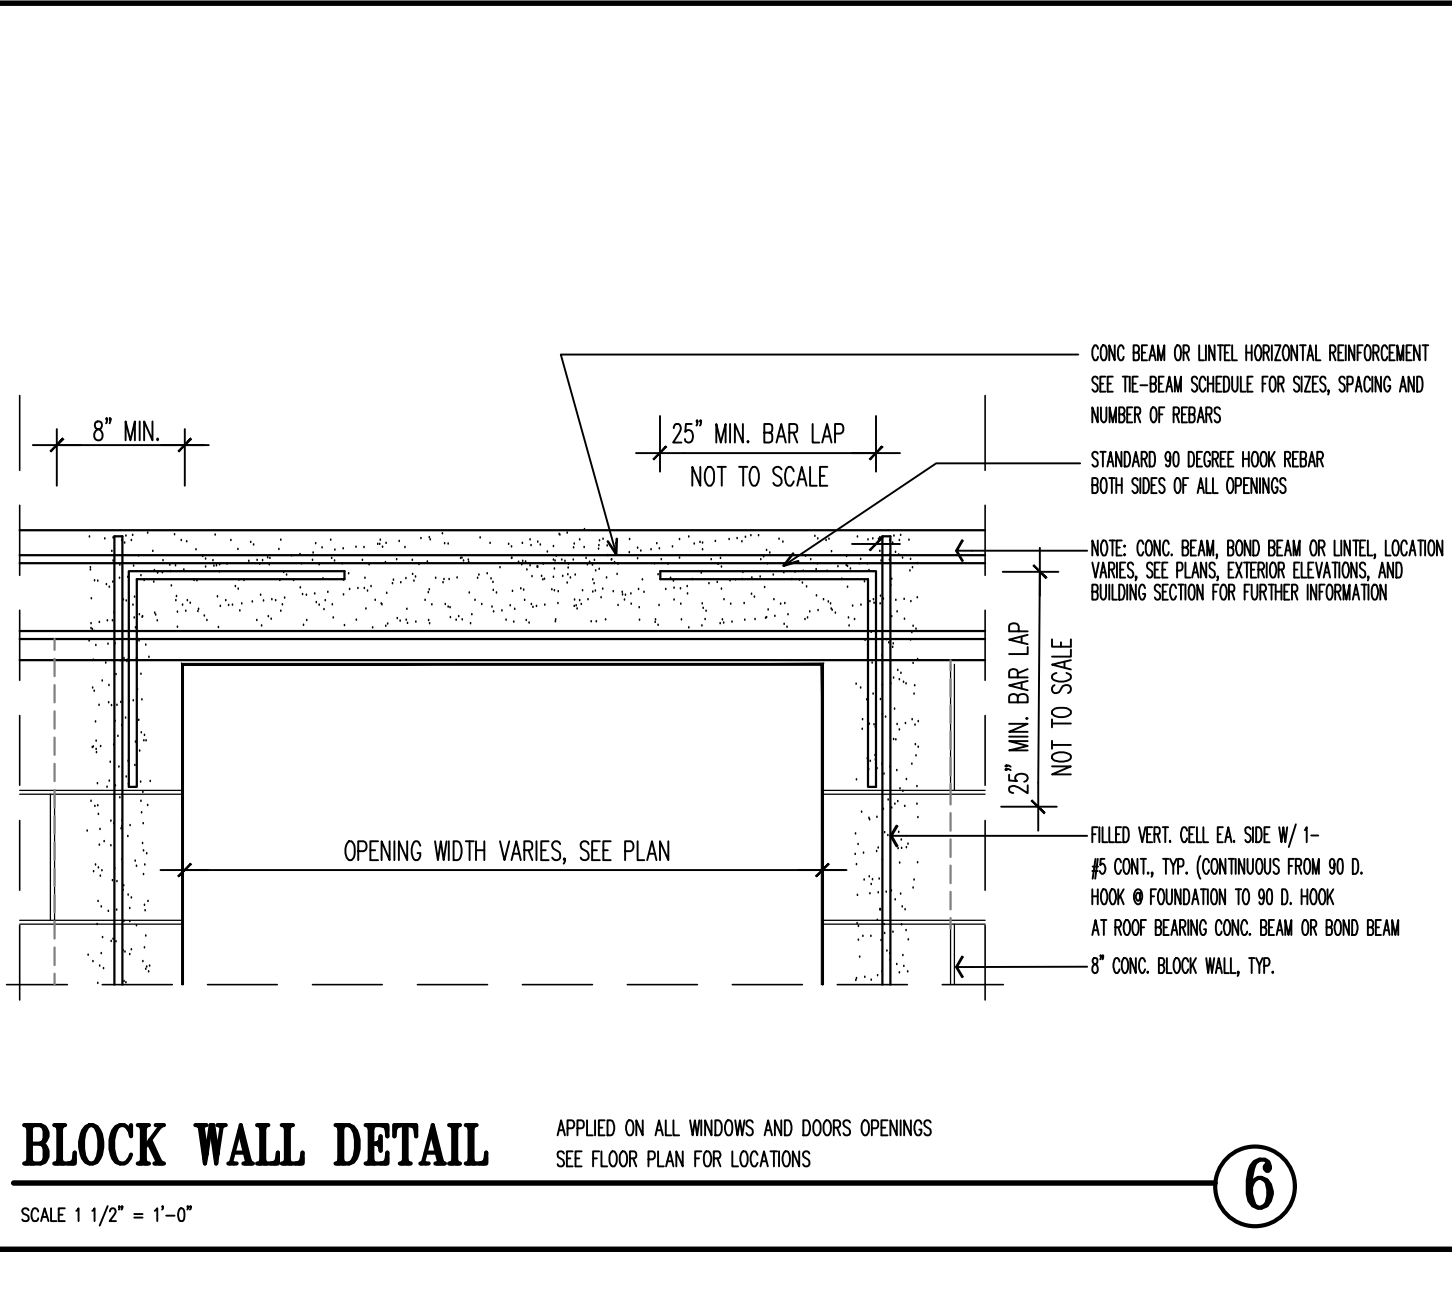 CONC BEAM OR LINTEL HORIZONTAL REINFORCEMENT
SEE TIE-BEAM SCHEDULE FOR SIZES, SPACING AND
NUMBER OF REBARS
8" MIN.
25" MIN. BAR LAP
NOT TO SCALE
STANDARD 90 DEGREE HOOK REBAR
BOTH SIDES OF ALL OPENINGS
NOTE: CONC. BEAM, BOND BEAM OR LINTEL, LOCATION
VARIES, SEE PLANS, EXTERIOR ELEVATIONS, AND
BUILDING SECTION FOR FURTHER INFORMATION
25" MIN. BAR LAP
NOT TO SCALE
OPENING WIDTH VARIES, SEE PLAN
FILLED VERT. CELL EA. SIDE W/ 1-
#5 CONT., TYP. (CONTINUOUS FROM 90 D.
HOOK @ FOUNDATION TO 90 D. HOOK
AT ROOF BEARING CONC. BEAM OR BOND BEAM
8" CONC. BLOCK WALL, TYP.
BLOCK WALL DETAIL
APPLIED ON ALL WINDOWS AND DOORS OPENINGS
SEE FLOOR PLAN FOR LOCATIONS
6
SCALE 1 1/2" = 1'-0"